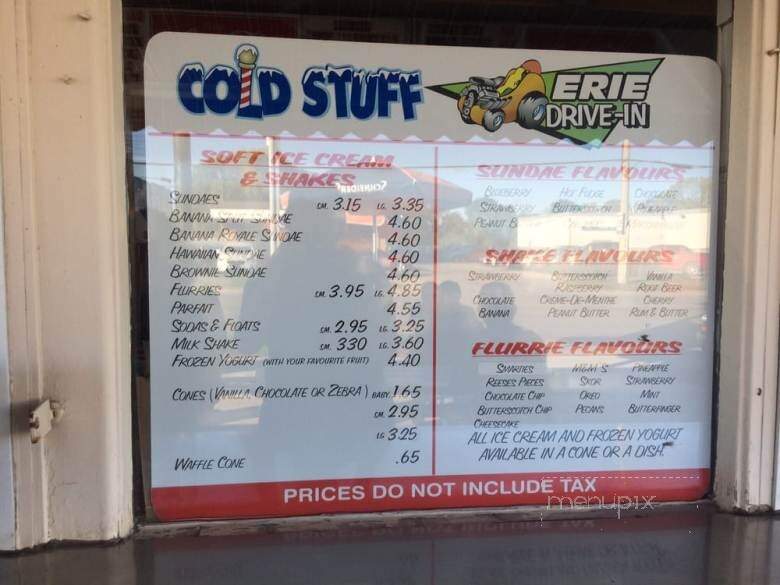 COLD STUFF
ERIE
DRIVE-IN
SOFT ICE CREAM
& SHAKES
SCHNEIDER
SUNDAES SM. 3.15 LG. 3.35
BANANA SPLIT SUNDAE 4.60
BANANA ROYALE SUNDAE 4.60
HAWAIIAN SUNDAE 4.60
BROWNIE SUNDAE 4.60
FLURRIES SM. 3.95 LG. 4.85
PARFAIT 4.55
SODAS & FLOATS SM. 2.95 LG. 3.25
MILK SHAKE SM. 330 LG. 3.60
FROZEN YOGURT (WITH YOUR FAVOURITE FRUIT) 4.40
CONES (VANILLA, CHOCOLATE OR ZEBRA) BABY 1.65
SM. 2.95
LG 3.25
WAFFLE CONE .65
SUNDAE FLAVOURS
BLUEBERRY HOT FUDGE CHOCOLATE
STRAWBERRY BUTTERSCOTCH PINEAPPLE
PEANUT
SHAKE FLAVOURS
STRAWBERRY BUTTERSCOTCH VANILLA
RASPBERRY ROOT BEER
CHOCOLATE CREME-DE-MENTHE CHERRY
BANANA PEANUT BUTTER RUM & BUTTER
FLURRIE FLAVOURS
SMARTIES M&M'S PINEAPPLE
REESES PIECES SKOR STRAWBERRY
CHOCOLATE CHIP OREO MINT
BUTTERSCOTCH CHIP PECANS BUTTERFINGER
CHEESECAKE
ALL ICE CREAM AND FROZEN YOGURT
AVAILABLE IN A CONE OR A DISH.
PRICES DO NOT INCLUDE TAX
menupix